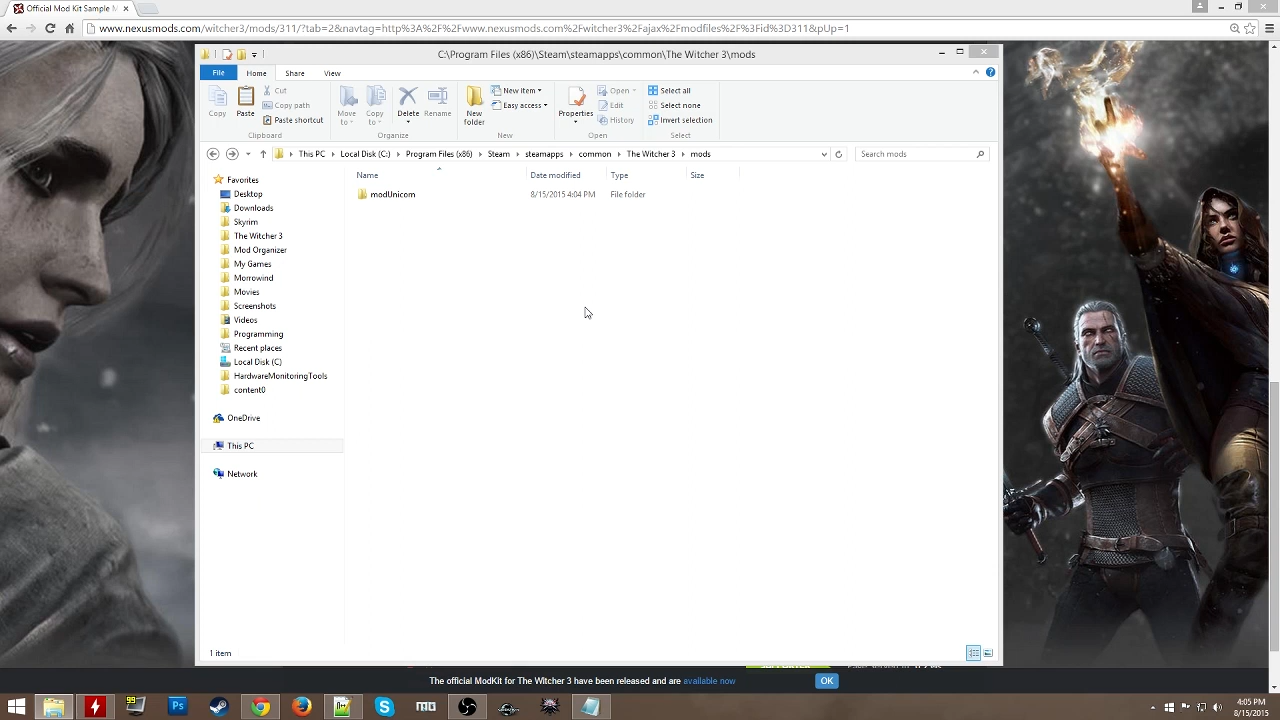 Official Mod Kit Sample M
www.nexusmods.com/witcher3/mods/311/?tab=2&navtag=http%3A%2F%2Fwww.nexusmods.com%2Fwitcher3%2Fajax%2Fmodfiles%2F%3Fid%3D311&pUp=1
C:\Program Files (x86)\Steam\steamapps\common\The Witcher 3\mods
File Home Share View
Copy Paste Cut
Copy path
Paste shortcut
Move to Copy to Delete Rename
New folder New item
Easy access
Properties Open
Edit
History
Select all
Select none
Invert selection
Clipboard Organize New Open Select
This PC Local Disk (C:) Program Files (x86) Steam steamapps common The Witcher 3 mods Search mods
Name Date modified Type Size
modUnicorn 8/15/2015 4:04 PM File folder
Favorites
Desktop
Downloads
Skyrim
The Witcher 3
Mod Organizer
My Games
Morrowind
Movies
Screenshots
Videos
Programming
Recent places
Local Disk (C)
HardwareMonitoringTools
content0
OneDrive
This PC
Network
1 item
The official ModKit for The Witcher 3 have been released and are available now OK
4:05 PM
8/15/2015